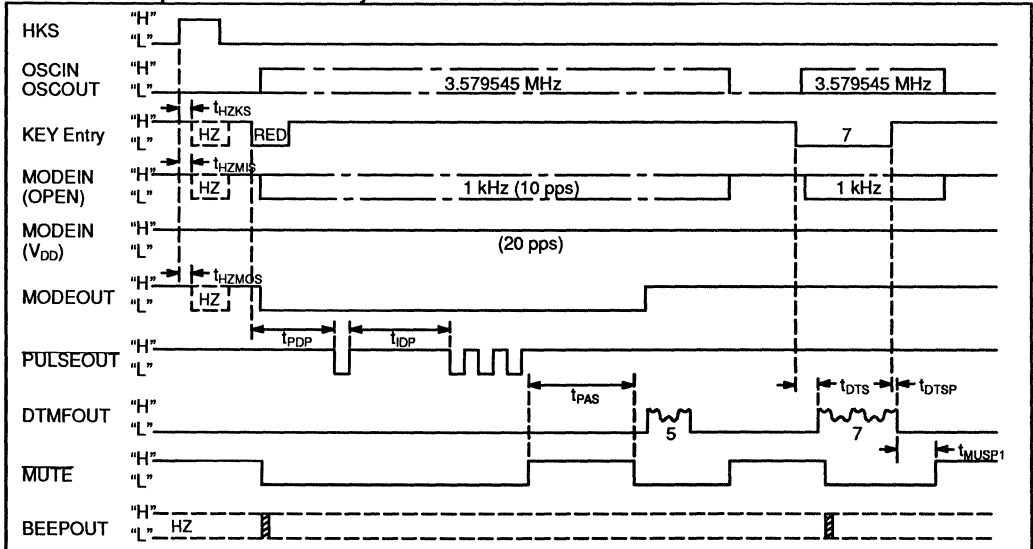 HKS "H" "L"
OSCIN OSCOUT "H" "L" 3.579545 MHz 3.579545 MHz
tHZKS
KEY Entry "H" "L" HZ RED 7
tHZMIS
MODEIN (OPEN) "H" "L" HZ 1 kHz (10 pps) 1 kHz
MODEIN (VDD) "H" "L" (20 pps)
tHZMOS
MODEOUT "H" "L" HZ
tPDP tIDP
PULSEOUT "H" "L"
tPAS tDTS tDTSP
DTMFOUT "H" "L" 5 7
tMUSP1
MUTE "H" "L"
BEEPOUT "H" "L" HZ